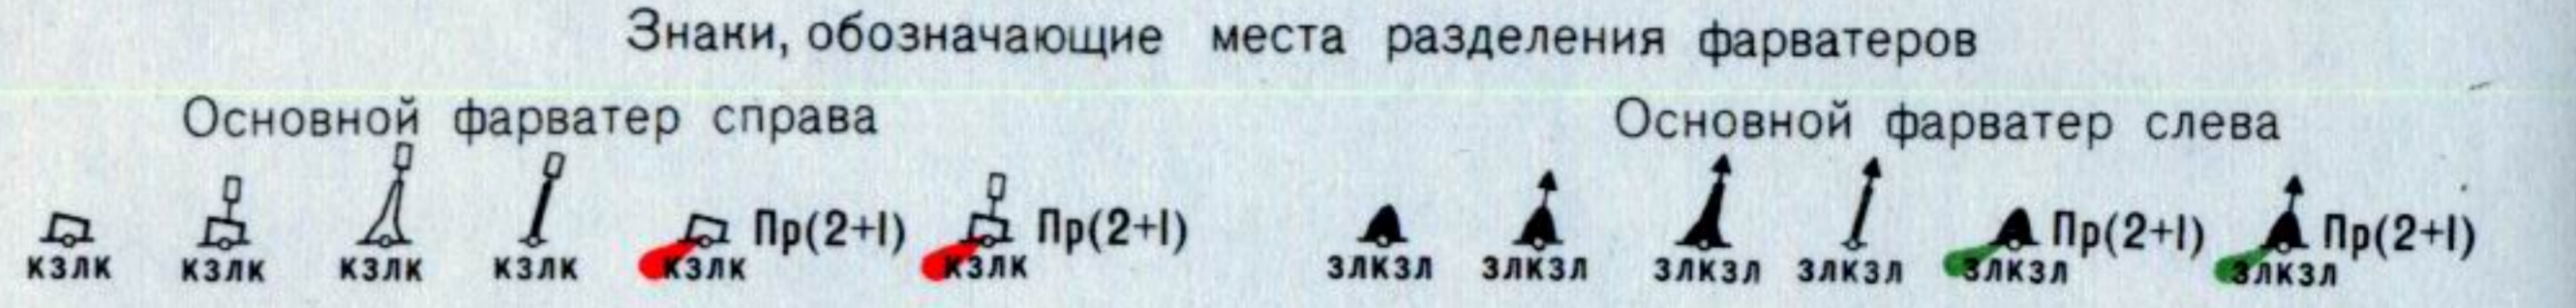 Знаки, обозначающие места разделения фарватеров
Основной фарватер справа
Основной фарватер слева
Пр(2+I) Пр(2+I) Пр(2+I) Пр(2+I)
КЗЛК КЗЛК КЗЛК КЗЛК КЗЛК КЗЛК ЗЛКЗЛ ЗЛКЗЛ ЗЛКЗЛ ЗЛКЗЛ ЗЛКЗЛ ЗЛКЗЛ